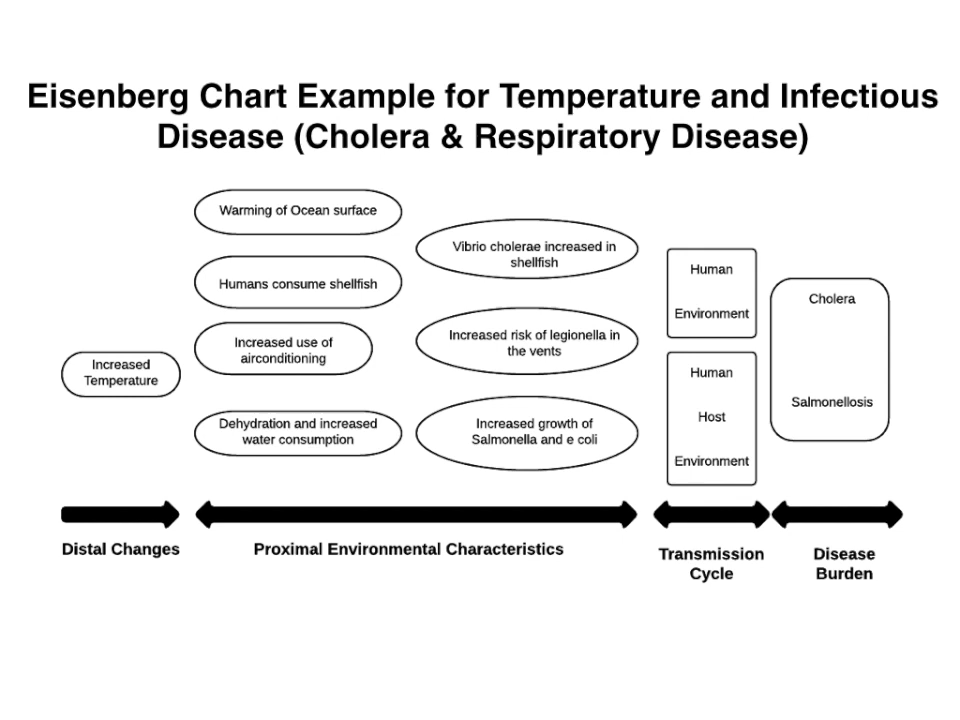 Eisenberg Chart Example for Temperature and Infectious
Disease (Cholera & Respiratory Disease)
Increased
Temperature
Warming of Ocean surface
Humans consume shellfish
Increased use of
airconditioning
Dehydration and increased
water consumption
Vibrio cholerae increased in
shellfish
Increased risk of legionella in
the vents
Increased growth of
Salmonella and e coli
Human
Environment
Human
Host
Environment
Cholera
Salmonellosis
Distal Changes
Proximal Environmental Characteristics
Transmission
Cycle
Disease
Burden